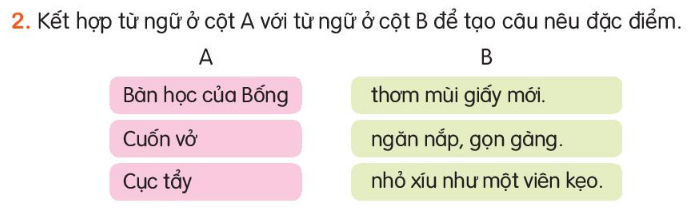 2. Kết hợp từ ngữ ở cột A với từ ngữ ở cột B để tạo câu nêu đặc điểm.
A B
Bàn học của Bống thơm mùi giấy mới.
Cuốn vở ngăn nắp, gọn gàng.
Cục tẩy nhỏ xíu như một viên kẹo.